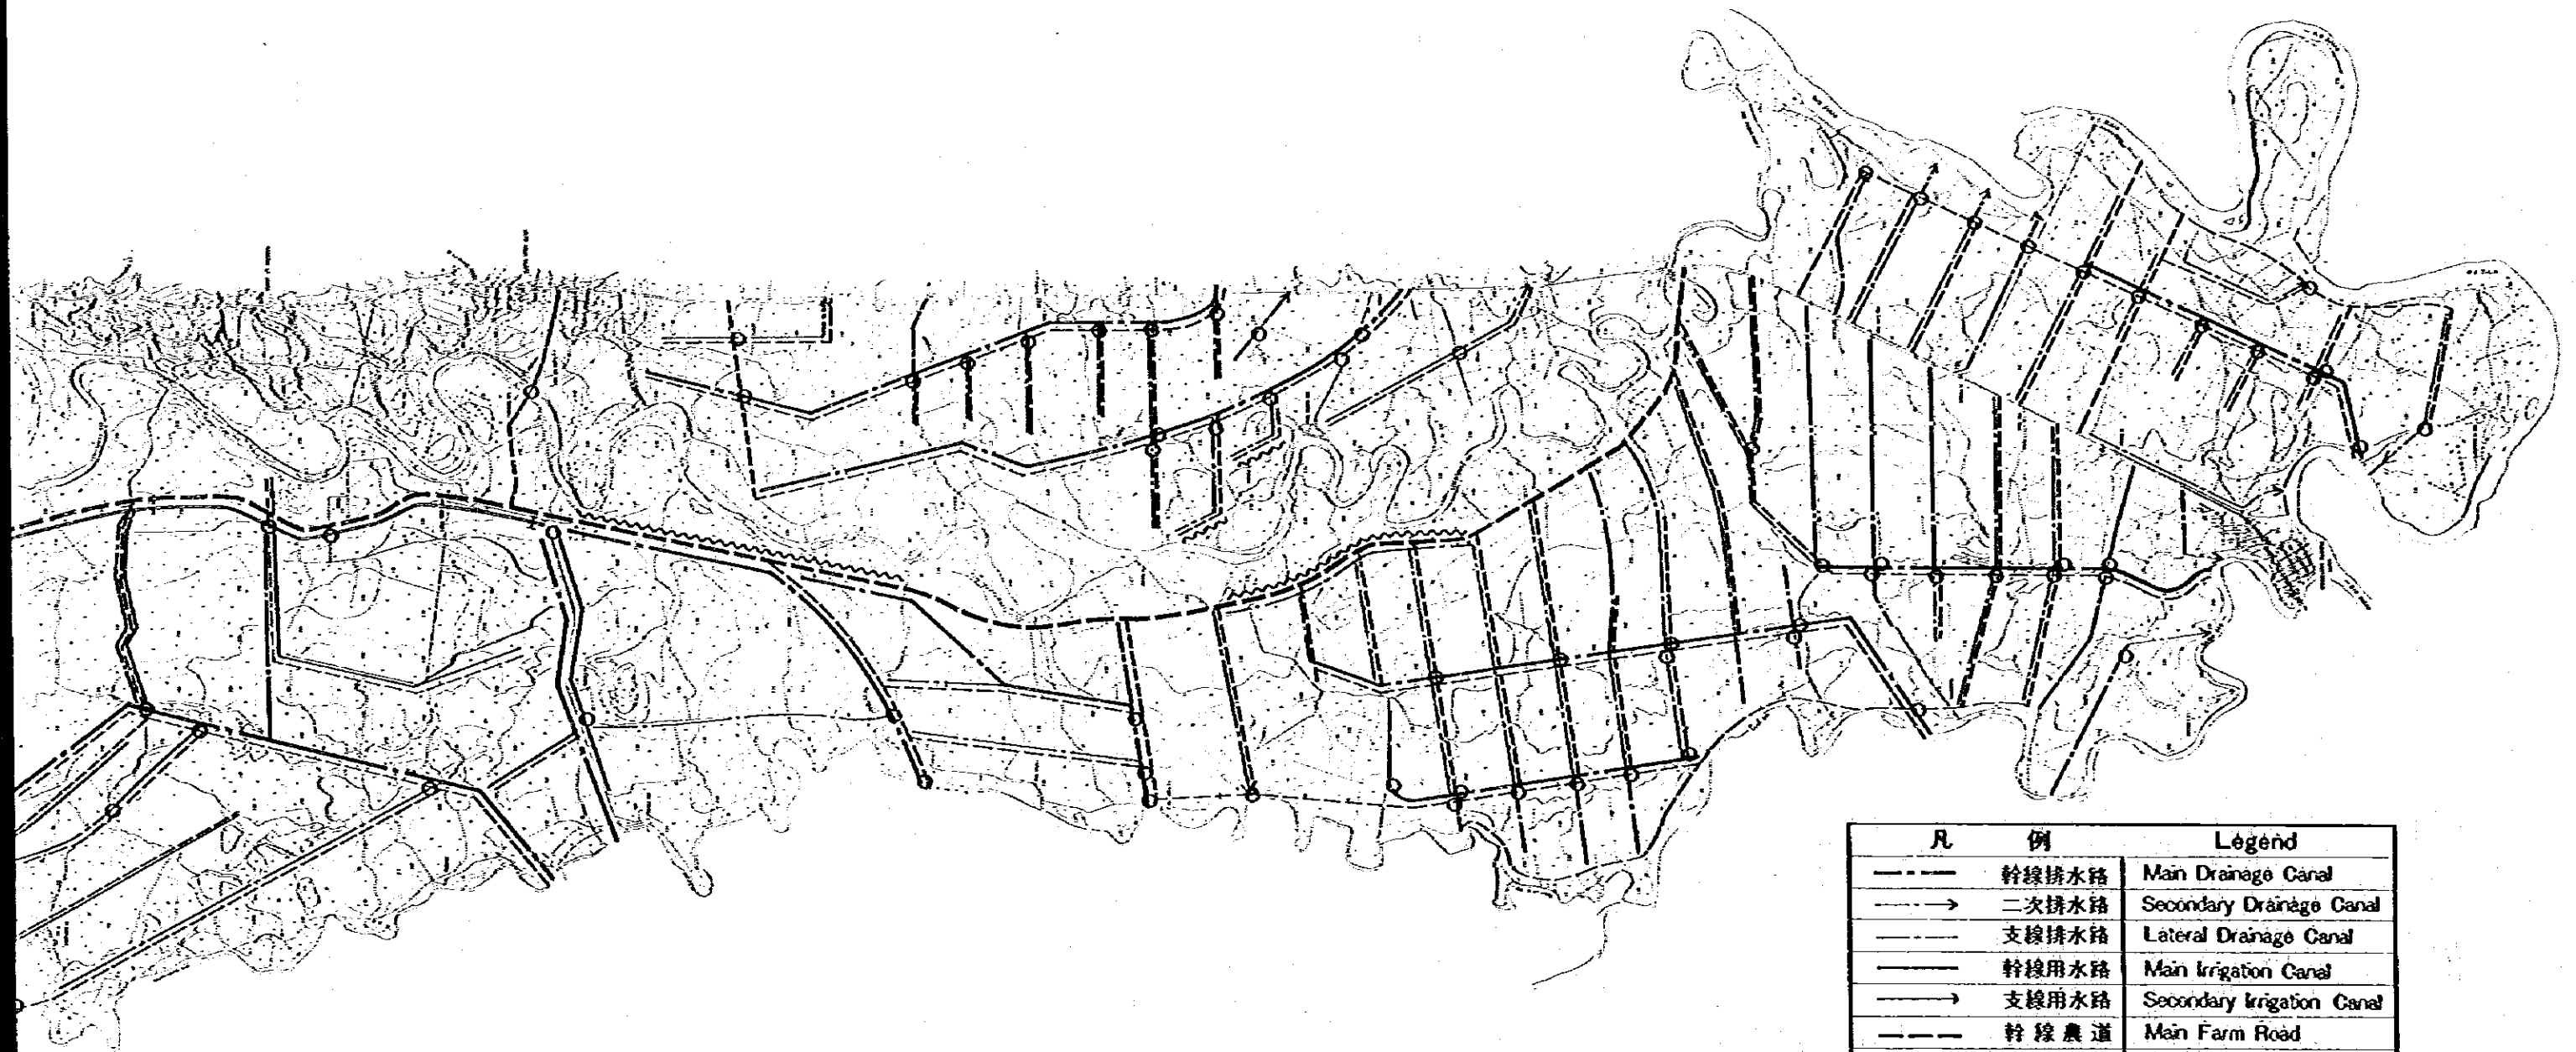 凡 例 Legend
幹線排水路 Main Drainage Canal
二次排水路 Secondary Drainage Canal
支線排水路 Lateral Drainage Canal
幹線用水路 Main Irrigation Canal
支線用水路 Secondary Irrigation Canal
幹線農道 Main Farm Road